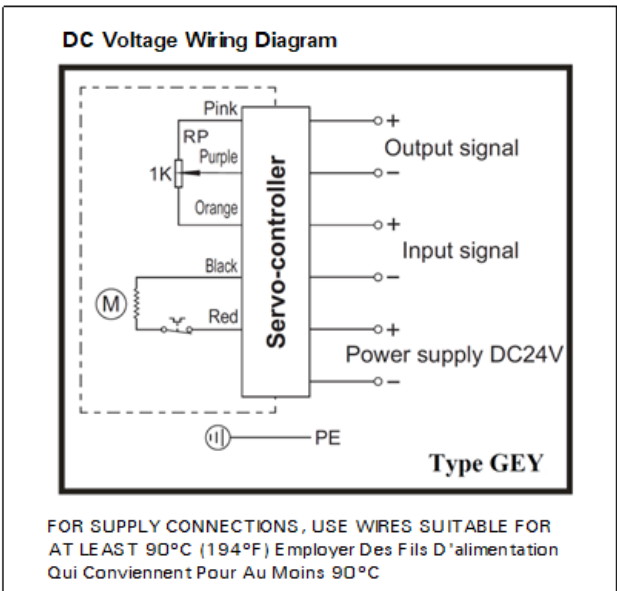 DC Voltage Wiring Diagram
Pink
RP
Purple
1K
Orange
Black
M
Red
Servo-controller
+
Output signal
−
+
Input signal
−
+
Power supply DC24V
−
PE
Type GEY
FOR SUPPLY CONNECTIONS, USE WIRES SUITABLE FOR
AT LEAST 90°C (194°F) Employer Des Fils D'alimentation
Qui Conviennent Pour Au Moins 90°C